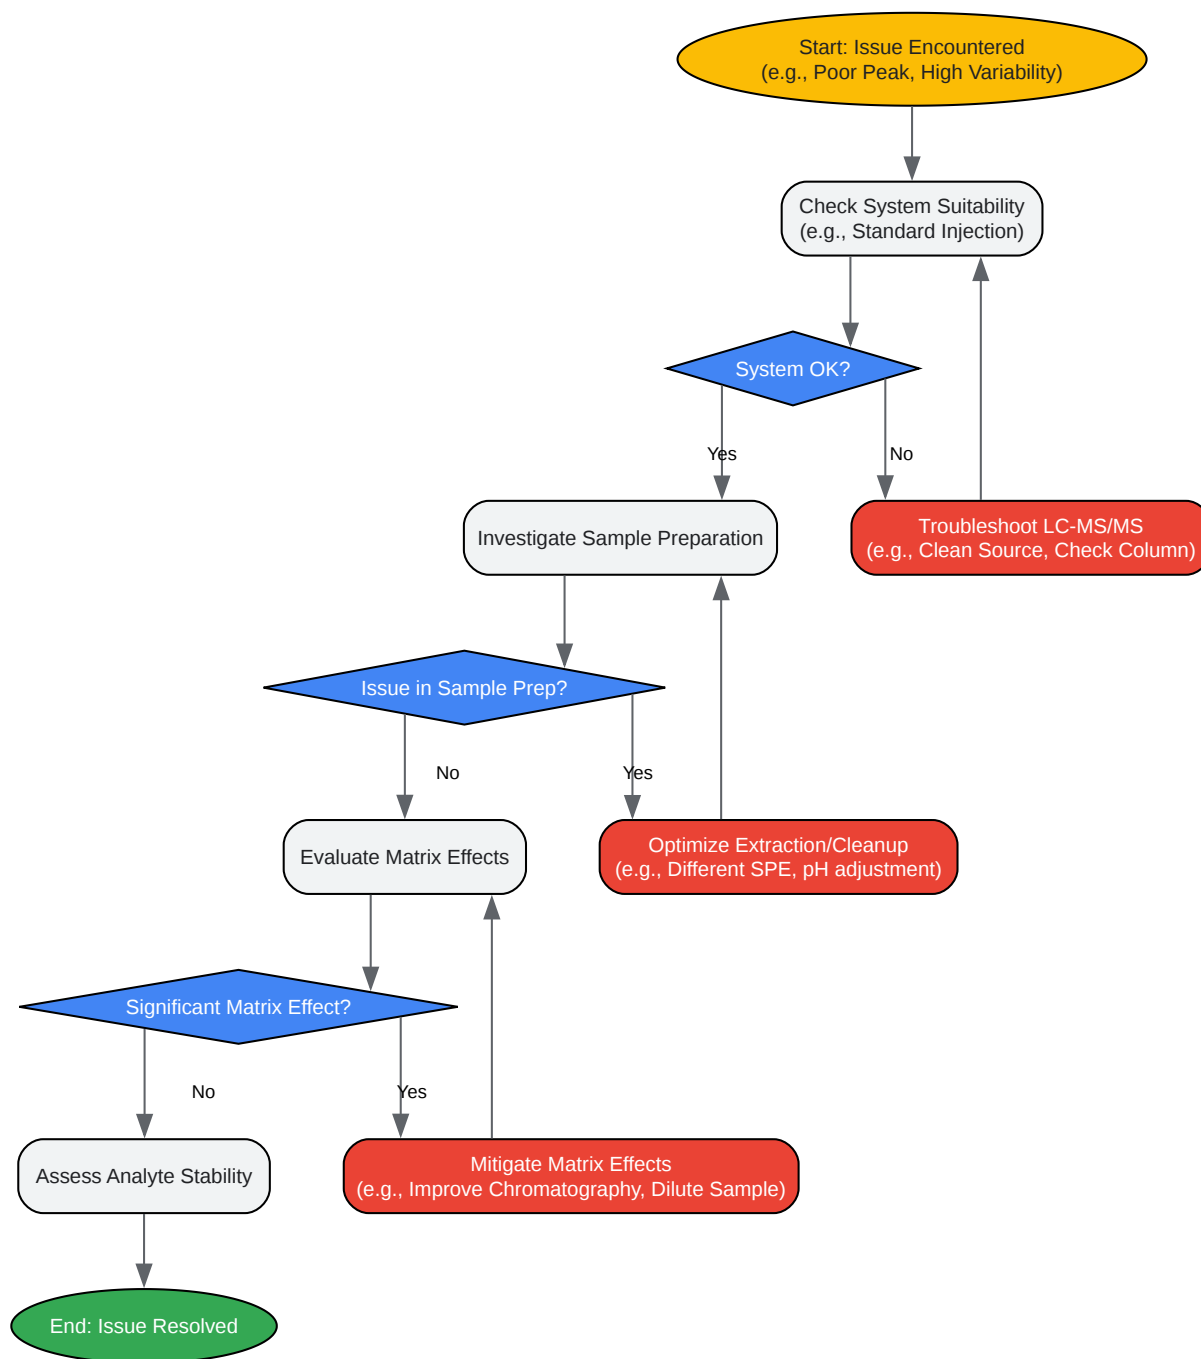 Start: Issue Encountered
(e.g., Poor Peak, High Variability)
Check System Suitability
(e.g., Standard Injection)
System OK?
Yes
No
Investigate Sample Preparation
Troubleshoot LC-MS/MS
(e.g., Clean Source, Check Column)
Issue in Sample Prep?
No
Yes
Evaluate Matrix Effects
Optimize Extraction/Cleanup
(e.g., Different SPE, pH adjustment)
Significant Matrix Effect?
No
Yes
Assess Analyte Stability
Mitigate Matrix Effects
(e.g., Improve Chromatography, Dilute Sample)
End: Issue Resolved